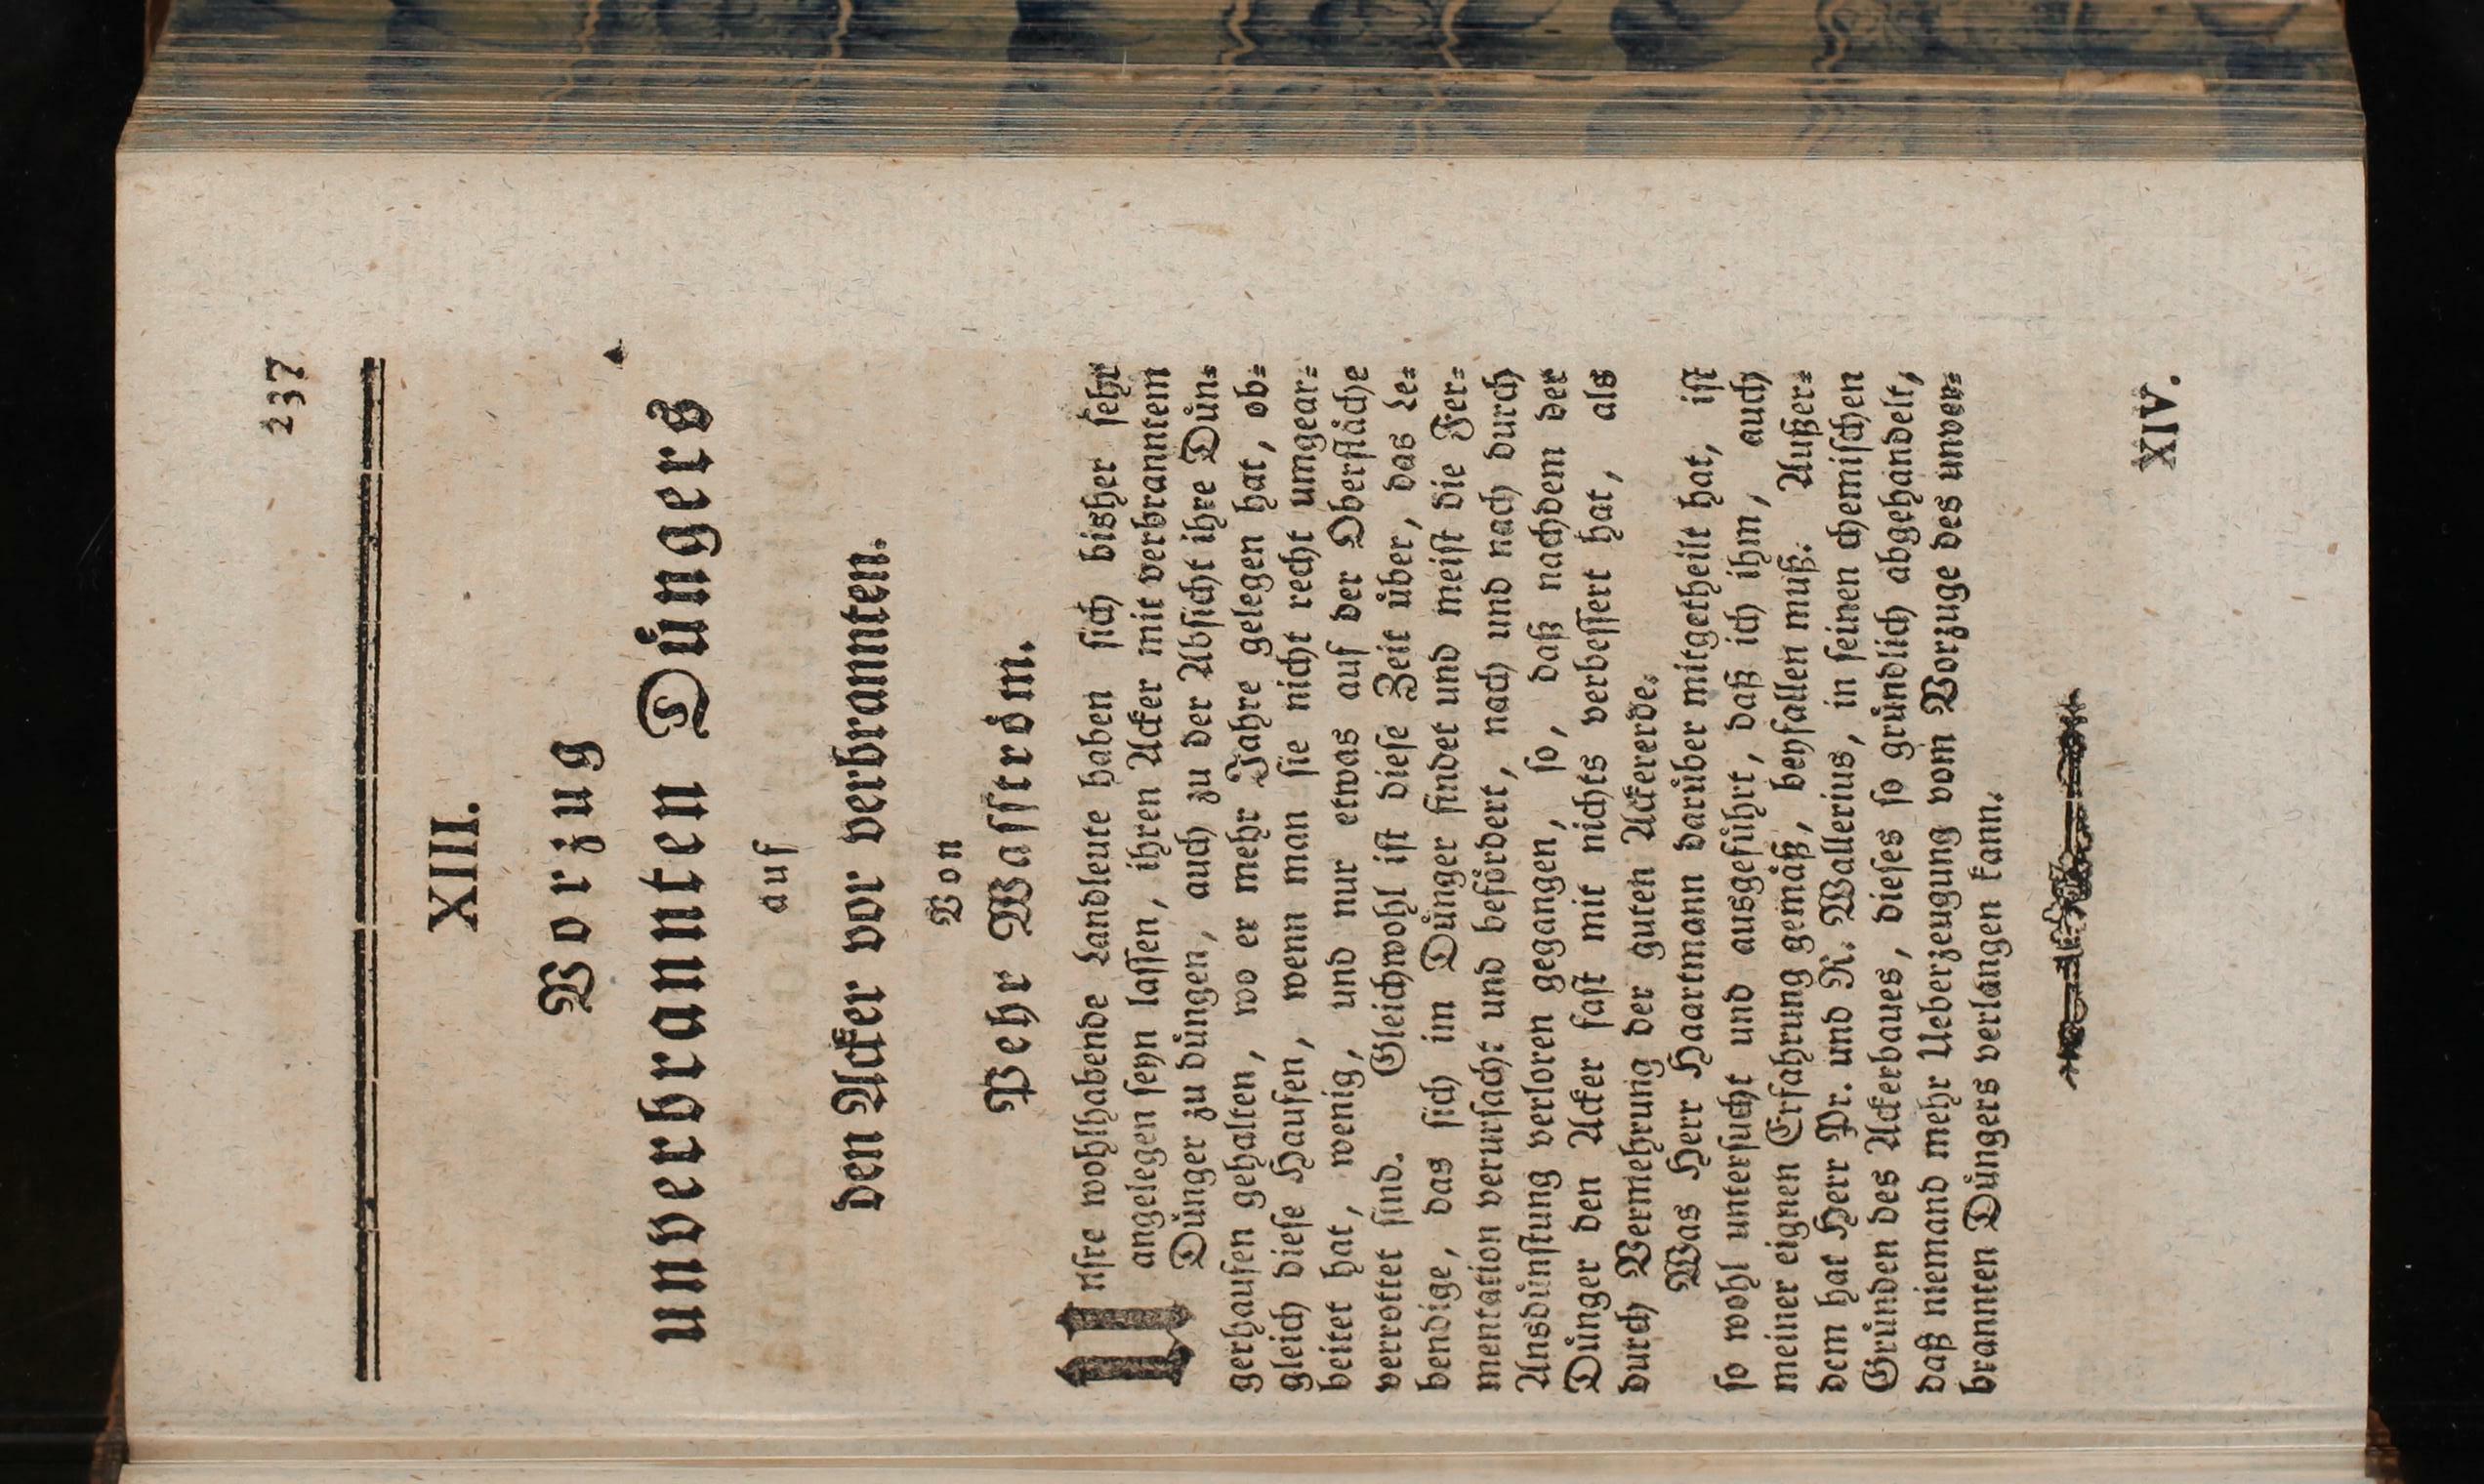 237
XIII.
Vorzug
unverbrannten Düngers
auf
den Acker vor verbrannten.
Von
Pehr Wasström.
Unsre wohlhabende Landleute haben sich bisher sehr
angelegen seyn lassen, ihren Acker mit verbranntem
Dünger zu düngen, auch zu der Absicht ihre Dün=
gerhaufen gehalten, wo er mehr Jahre gelegen hat, ob=
gleich diese Haufen, wenn man sie nicht recht umgear=
beitet hat, wenig, und nur etwas auf der Oberfläche
verrottet sind. Gleichwohl ist diese Zeit über, das Le=
bendige, das sich im Dünger findet und meist die Fer=
mentation verursacht und befördert, nach und nach durch
Ausdünstung verloren gegangen, so, daß nachdem der
Dünger den Acker fast mit nichts verbessert hat, als
durch Vermehrung der guten Ackererde.
Was Herr Haartmann darüber mitgetheilt hat, ist
so wohl untersucht und ausgeführt, daß ich ihm, auch
meiner eignen Erfahrung gemäß, beyfallen muß. Außer=
dem hat Herr Pr. und R. Wallerius, in seinen chemischen
Gründen des Ackerbaues, dieses so gründlich abgehandelt,
daß niemand mehr Ueberzeugung vom Vorzuge des unver=
brannten Düngers verlangen kann.
XIV.